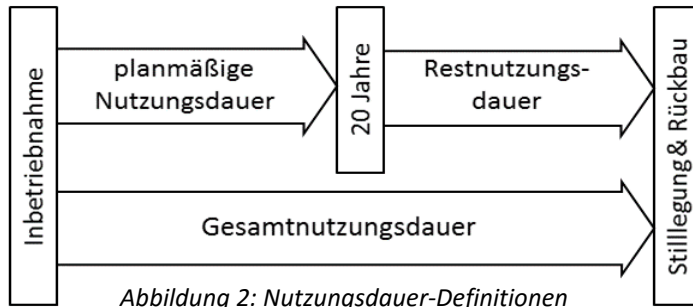 Inbetriebnahme
planmäßige
Nutzungsdauer
20 Jahre
Restnutzungs-
dauer
Stilllegung & Rückbau
Gesamtnutzungsdauer
Abbildung 2: Nutzungsdauer-Definitionen